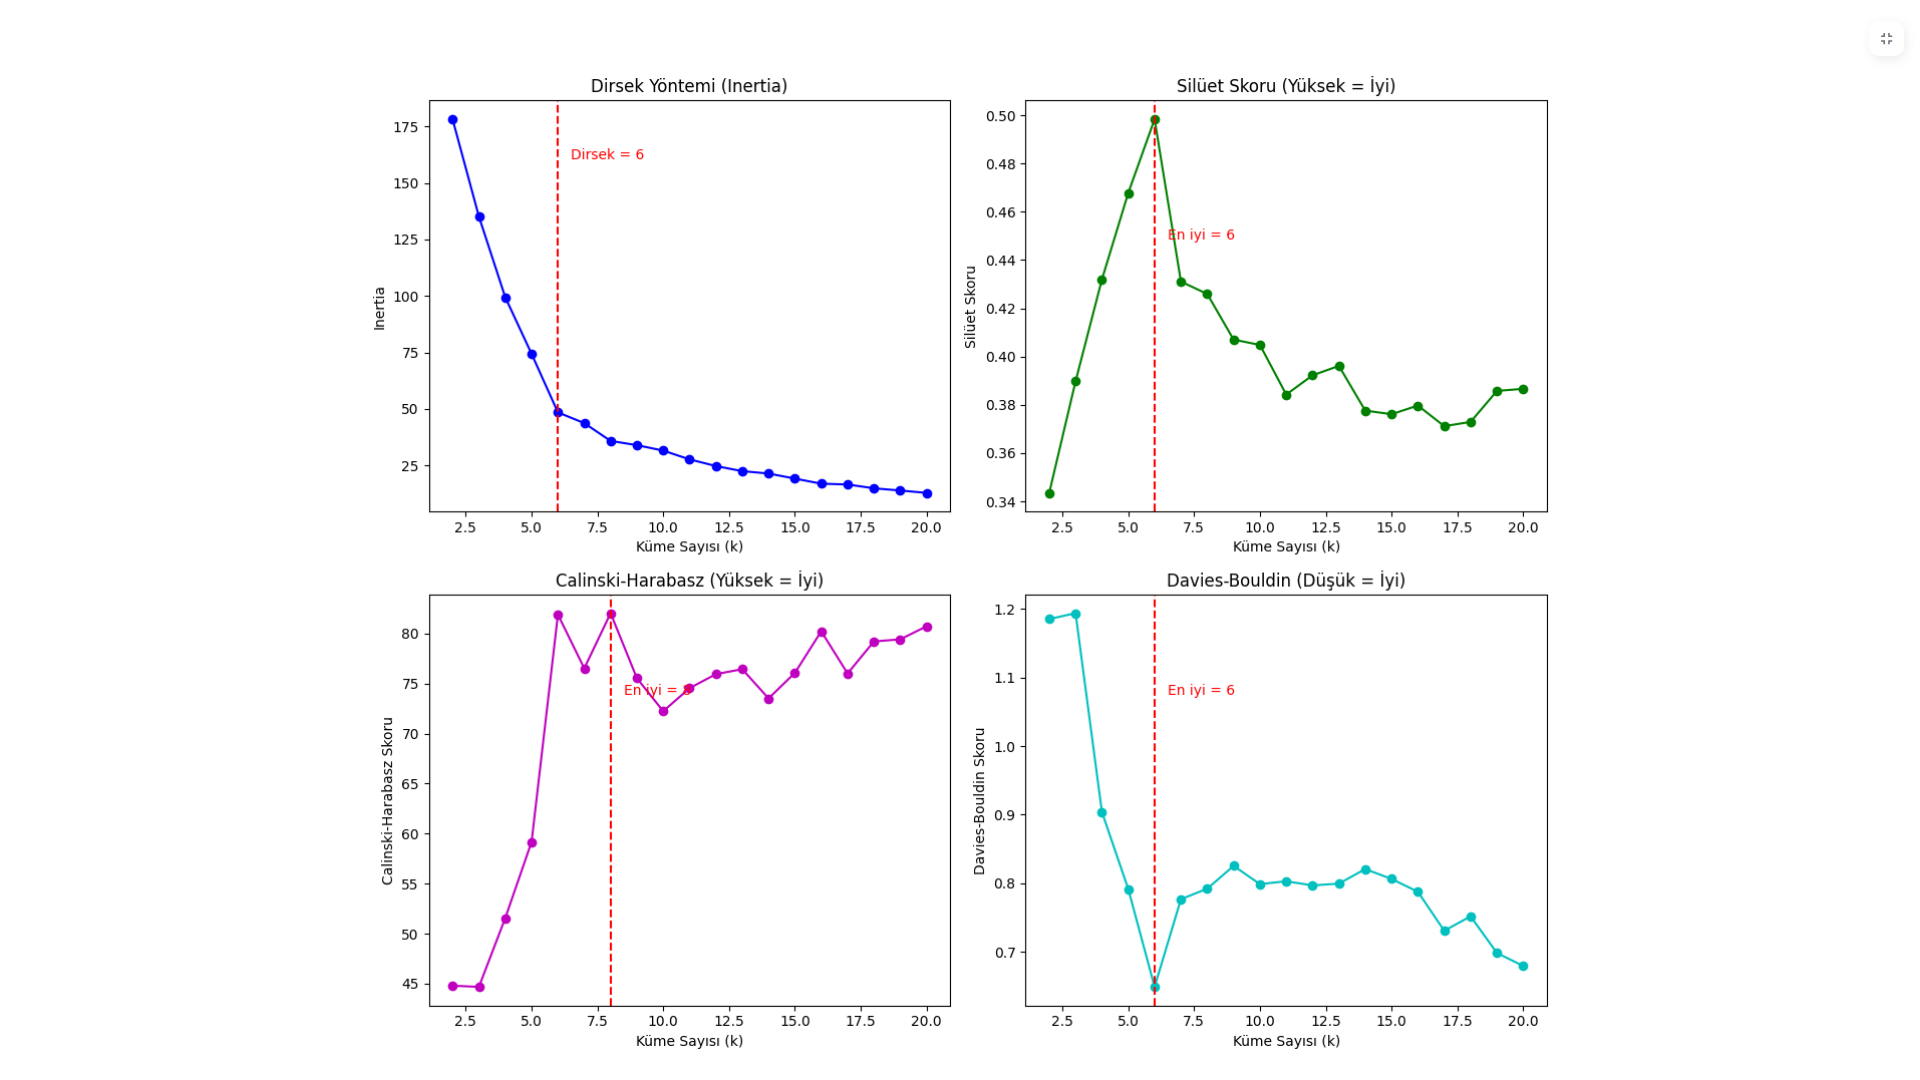 Dirsek Yöntemi (Inertia)
175
150
125
100
75
50
25
Inertia
Dirsek = 6
2.5 5.0 7.5 10.0 12.5 15.0 17.5 20.0
Küme Sayısı (k)
Silüet Skoru (Yüksek = İyi)
0.50
0.48
0.46
0.44
0.42
0.40
0.38
0.36
0.34
Silüet Skoru
En iyi = 6
2.5 5.0 7.5 10.0 12.5 15.0 17.5 20.0
Küme Sayısı (k)
Calinski-Harabasz (Yüksek = İyi)
80
75
70
65
60
55
50
45
Calinski-Harabasz Skoru
En iyi = 8
2.5 5.0 7.5 10.0 12.5 15.0 17.5 20.0
Küme Sayısı (k)
Davies-Bouldin (Düşük = İyi)
1.2
1.1
1.0
0.9
0.8
0.7
Davies-Bouldin Skoru
En iyi = 6
2.5 5.0 7.5 10.0 12.5 15.0 17.5 20.0
Küme Sayısı (k)